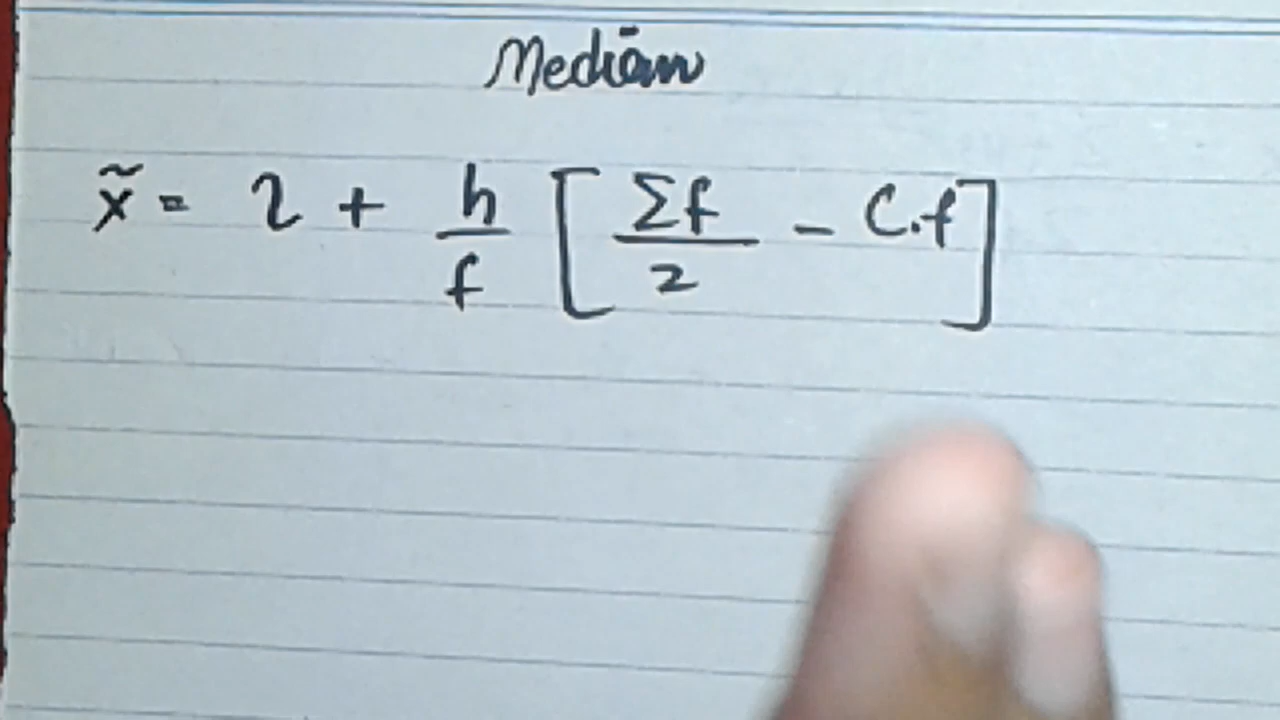 Median
x̃ = l + h/f [ Σf/2 - C.f ]